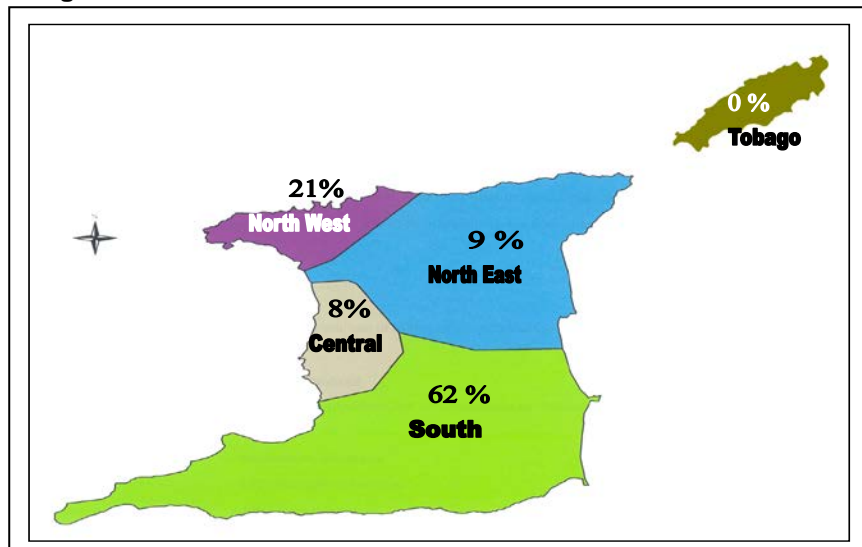 0 %
Tobago
21%
North West
9 %
North East
8%
Central
62 %
South